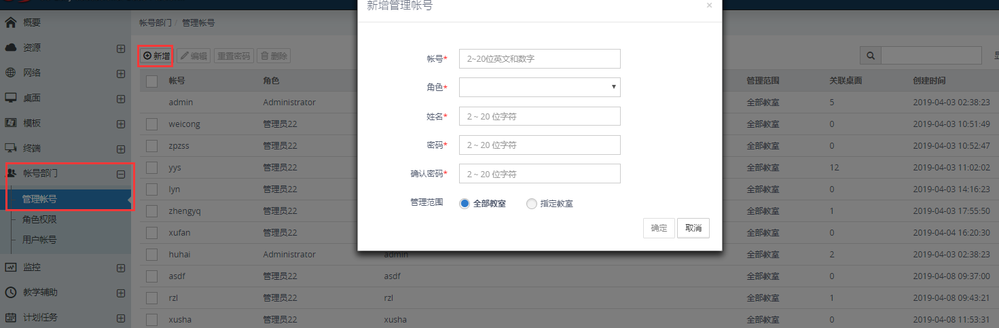 新增管理帐号
×
概要
资源
网络
桌面
模板
终端
帐号部门
管理帐号
角色权限
用户帐号
监控
教学辅助
计划任务
帐号部门 / 管理帐号
新增 编辑 重置密码 删除
帐号 角色 管理范围 关联桌面 创建时间
admin Administrator 全部教室 5 2019-04-03 02:38:23
weicong 管理员22 全部教室 0 2019-04-03 10:51:49
zpzss 管理员22 全部教室 0 2019-04-03 10:52:47
yys 管理员22 全部教室 12 2019-04-03 11:02:02
lyn 管理员22 全部教室 0 2019-04-03 14:16:23
zhengyq 管理员22 全部教室 1 2019-04-03 17:55:50
xufan 管理员22 全部教室 0 2019-04-04 16:20:30
huhai Administrator admin 全部教室 2 2019-04-03 02:38:23
asdf 管理员22 asdf 全部教室 0 2019-04-08 09:37:00
rzl 管理员22 rzl 全部教室 1 2019-04-08 09:43:21
xusha 管理员22 xusha 全部教室 0 2019-04-08 11:53:31
帐号* 2~20位英文和数字
角色*
姓名* 2 ~ 20 位字符
密码* 2 ~ 20 位字符
确认密码* 2 ~ 20 位字符
管理范围 全部教室 指定教室
确定 取消